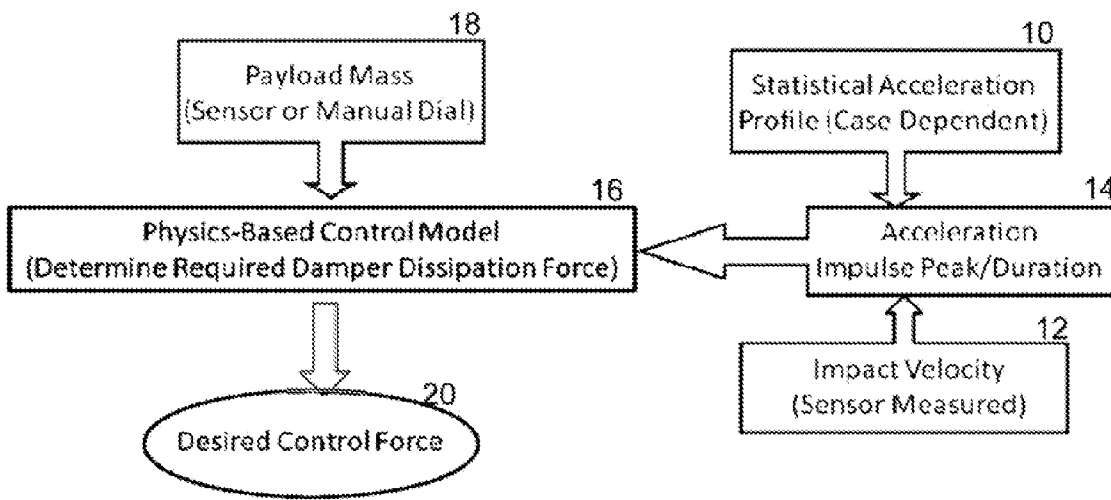 18
Payload Mass
(Sensor or Manual Dial)
10
Statistical Acceleration
Profile (Case Dependent)
16
Physics-Based Control Model
(Determine Required Damper Dissipation Force)
14
Acceleration
Impulse Peak/Duration
12
Impact Velocity
(Sensor Measured)
20
Desired Control Force